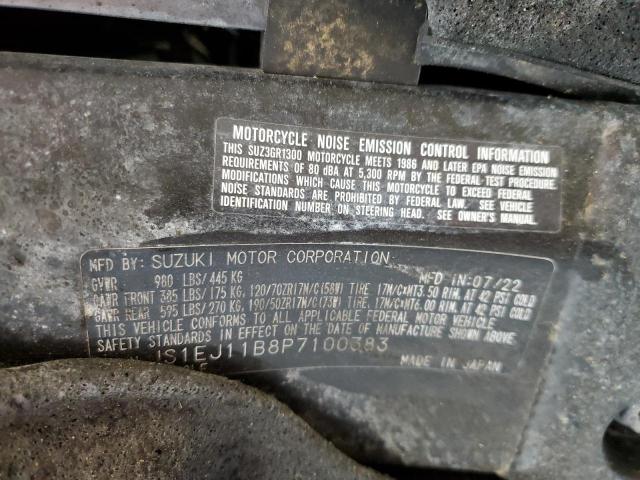 MOTORCYCLE NOISE EMISSION CONTROL INFORMATION
THIS SUZ3GR1300 MOTORCYCLE MEETS 1986 AND LATER EPA NOISE EMISSION
REQUIREMENTS OF 80 dBA AT 5,300 RPM BY THE FEDERAL TEST PROCEDURE.
MODIFICATIONS WHICH CAUSE THIS MOTORCYCLE TO EXCEED FEDERAL
NOISE STANDARDS ARE PROHIBITED BY FEDERAL LAW. SEE VEHICLE
IDENTIFICATION NUMBER ON STEERING HEAD. SEE OWNER'S MANUAL.
MFD BY: SUZUKI MOTOR CORPORATION
GVWR 980 LBS/445 KG MFD IN: 07/22
GAWR FRONT 385 LBS/175 KG, 120/70ZR17M/C(58W) TIRE 17M/C×MT3.50 RIM, AT 42 PSI COLD
GAWR REAR 595 LBS/270 KG, 190/50ZR17M/C(73W) TIRE, 17M/C×MT6.00 RIM AT 42 PSI COLD
THIS VEHICLE CONFORMS TO ALL APPLICABLE FEDERAL MOTOR VEHICLE
SAFETY STANDARDS IN EFFECT ON THE DATE OF MANUFACTURE SHOWN ABOVE.
JS1EJ11B8P7100383 MADE IN JAPAN